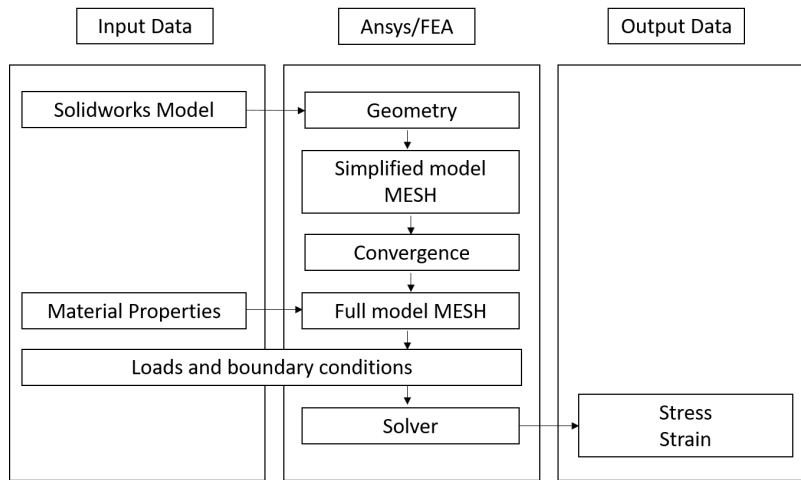 Input Data
Ansys/FEA
Output Data
Solidworks Model
Geometry
Simplified model
MESH
Convergence
Material Properties
Full model MESH
Loads and boundary conditions
Solver
Stress
Strain